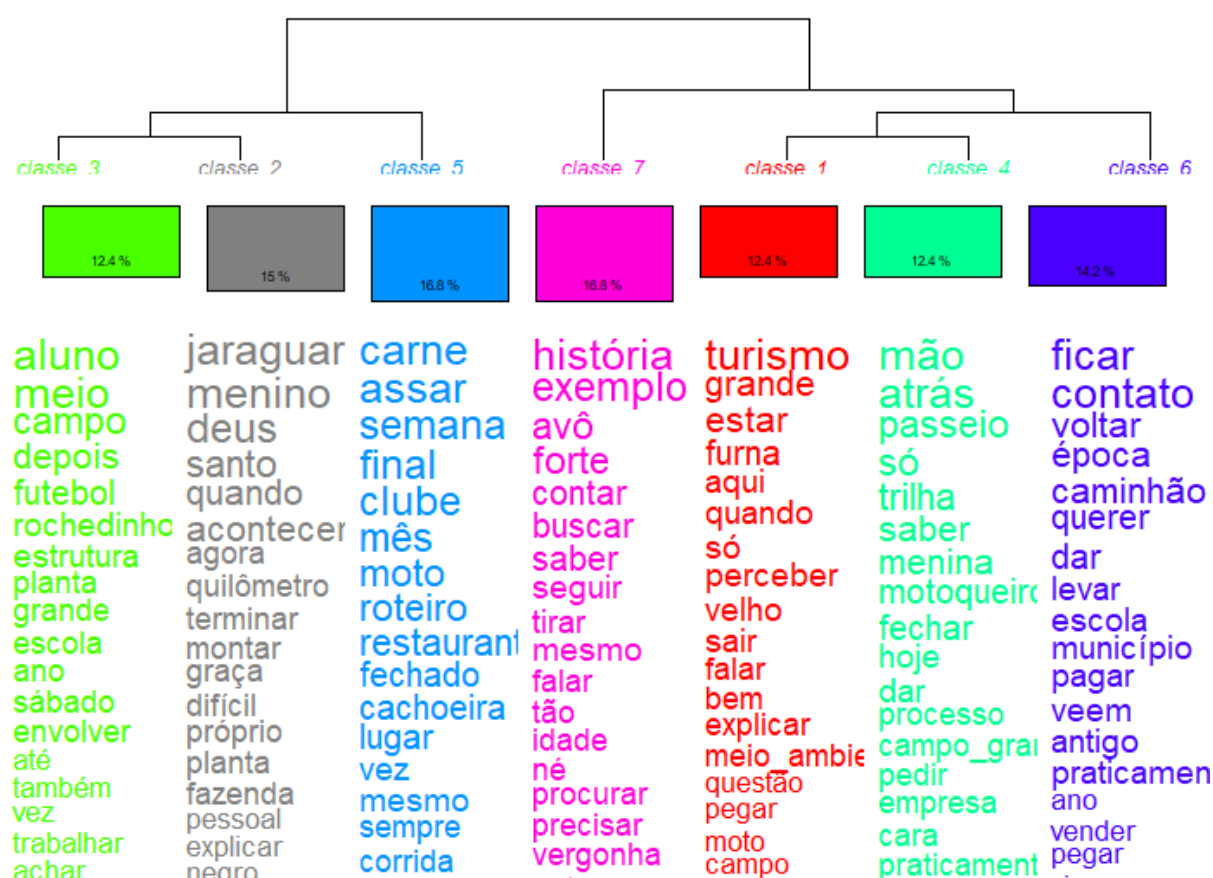 classe 3
classe 2
classe 5
classe 7
classe 1
classe 4
classe 6
12.4 %
15 %
16.8 %
16.8 %
12.4 %
12.4 %
14.2 %
aluno
meio
campo
depois
futebol
rochedinho
estrutura
planta
grande
escola
ano
sábado
envolver
até
também
vez
trabalhar
achar
jaraguar
menino
deus
santo
quando
acontecer
agora
quilômetro
terminar
montar
graça
difícil
próprio
planta
fazenda
pessoal
explicar
negro
carne
assar
semana
final
clube
mês
moto
roteiro
restaurant
fechado
cachoeira
lugar
vez
mesmo
sempre
corrida
história
exemplo
avô
forte
contar
buscar
saber
seguir
tirar
mesmo
falar
tão
idade
né
procurar
precisar
vergonha
turismo
grande
estar
furna
aqui
quando
só
perceber
velho
sair
falar
bem
explicar
meio_ambie
questão
pegar
moto
campo
mão
atrás
passeio
só
trilha
saber
menina
motoqueiro
fechar
hoje
dar
processo
campo_gran
pedir
empresa
cara
praticament
ficar
contato
voltar
época
caminhão
querer
dar
levar
escola
município
pagar
veem
antigo
praticamen
ano
vender
pegar